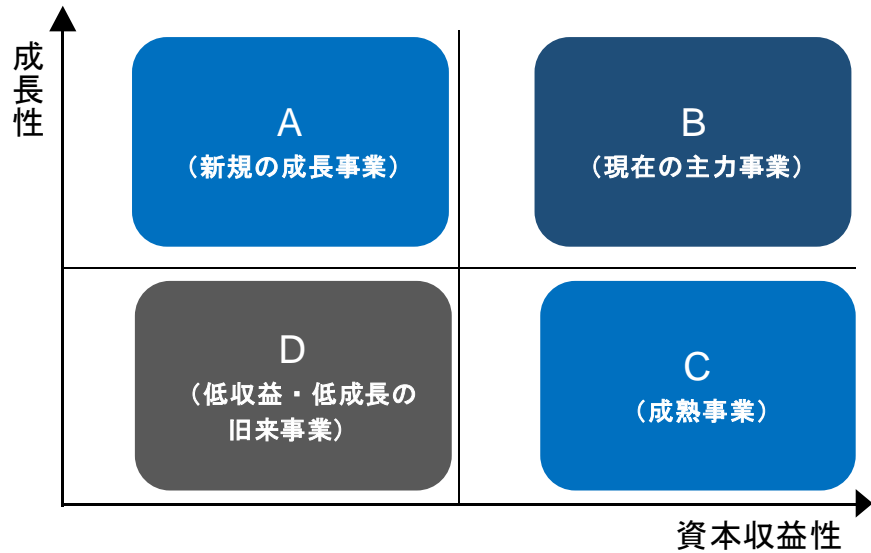 成長性
A
（新規の成長事業）
B
（現在の主力事業）
D
（低収益・低成長の
旧来事業）
C
（成熟事業）
資本収益性